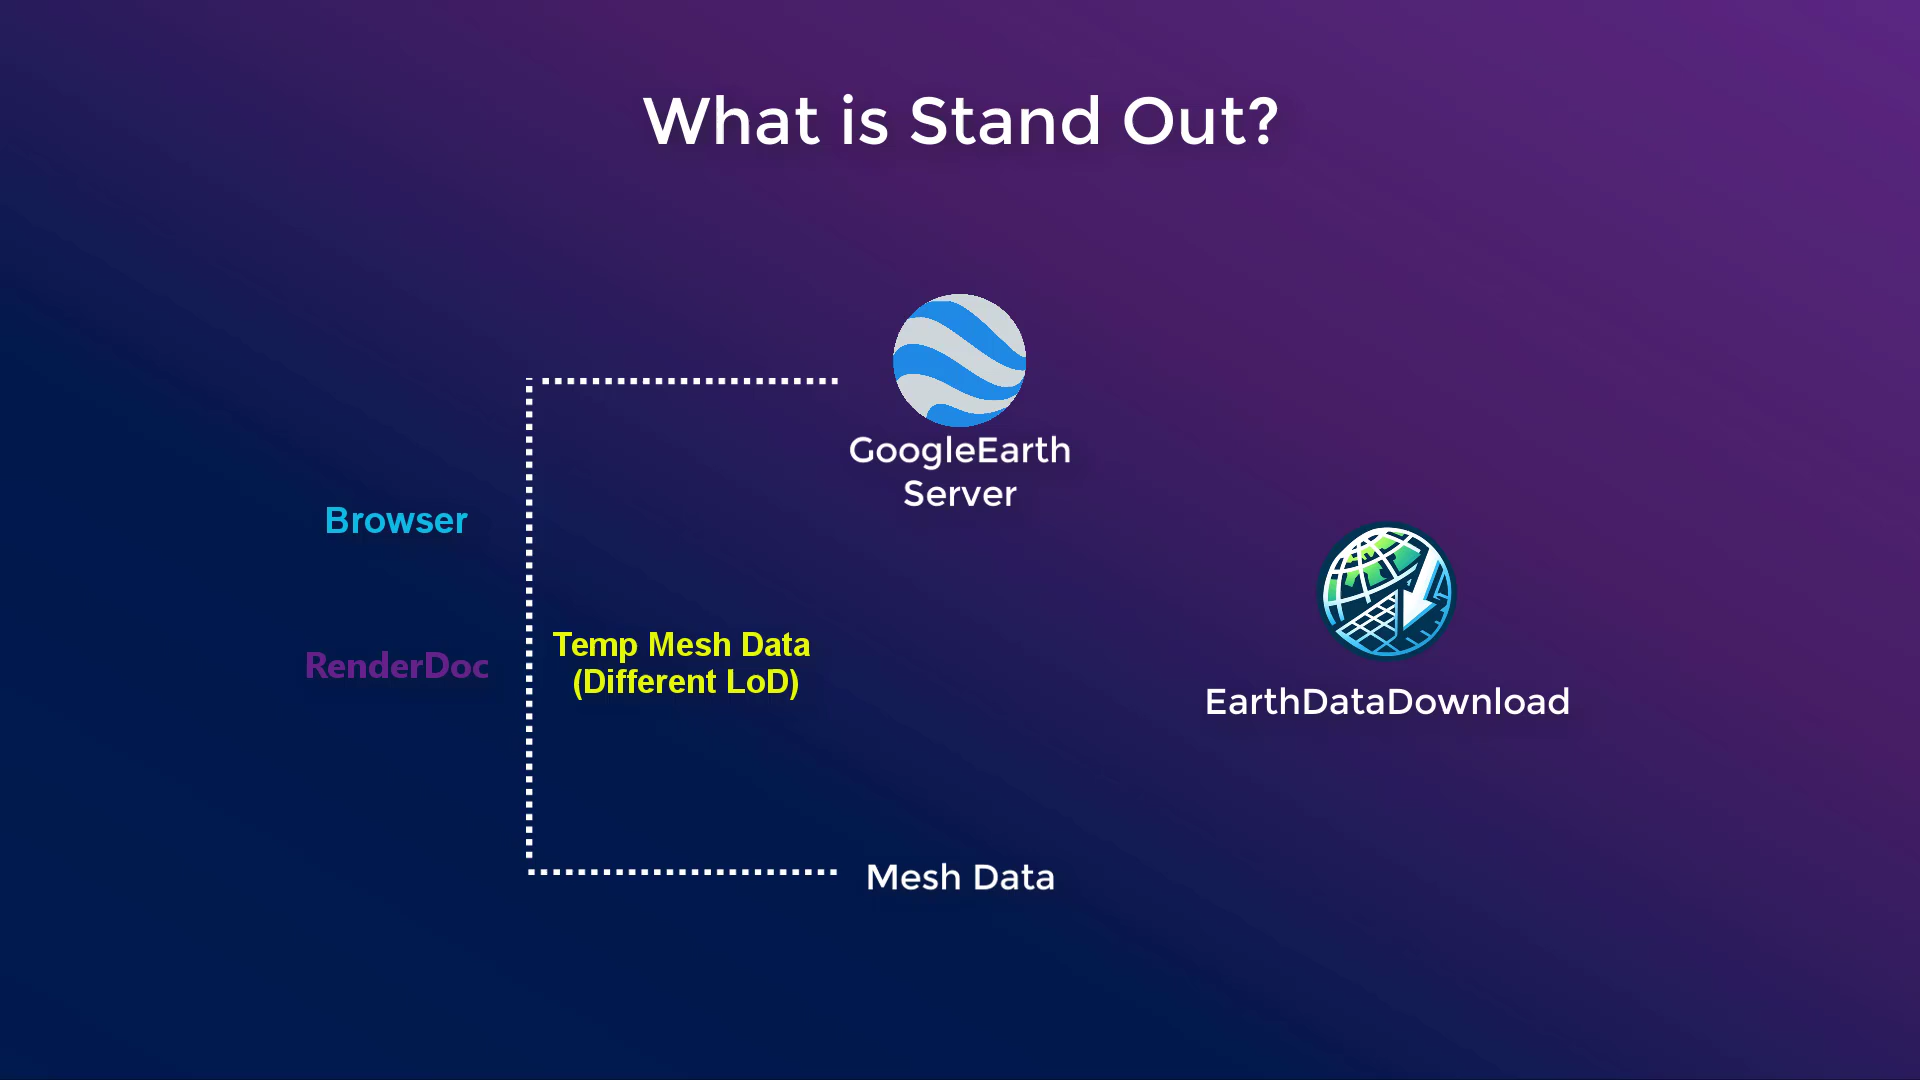 What is Stand Out?
GoogleEarth
Server
Browser
RenderDoc
Temp Mesh Data
(Different LoD)
EarthDataDownload
Mesh Data